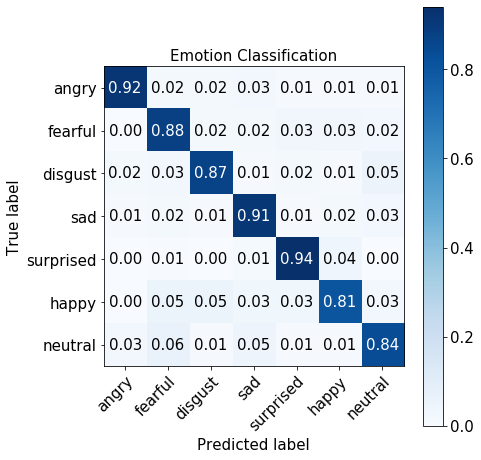 Emotion Classification
angry 0.92 0.02 0.02 0.03 0.01 0.01 0.01
fearful 0.00 0.88 0.02 0.02 0.03 0.03 0.02
disgust 0.02 0.03 0.87 0.01 0.02 0.01 0.05
sad 0.01 0.02 0.01 0.91 0.01 0.02 0.03
surprised 0.00 0.01 0.00 0.01 0.94 0.04 0.00
happy 0.00 0.05 0.05 0.03 0.03 0.81 0.03
neutral 0.03 0.06 0.01 0.05 0.01 0.01 0.84
angry fearful disgust sad surprised happy neutral
Predicted label
True label
0.8
0.6
0.4
0.2
0.0